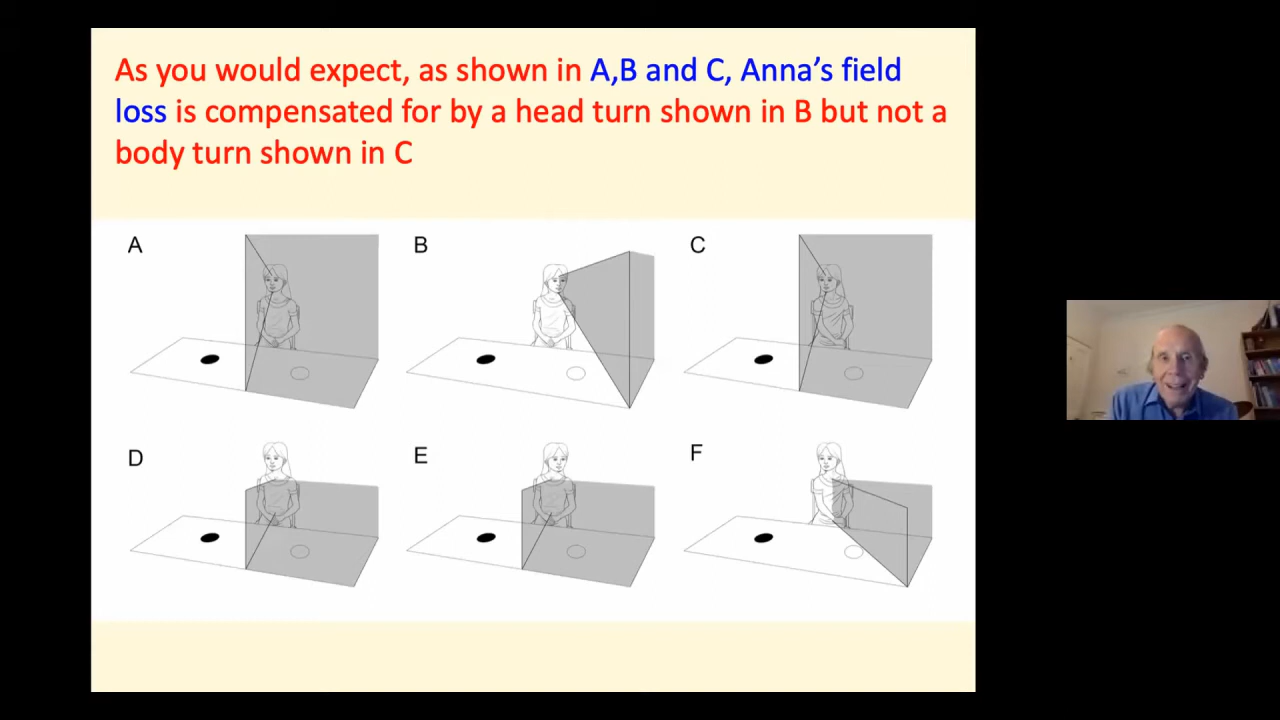 As you would expect, as shown in A,B and C, Anna’s field
loss is compensated for by a head turn shown in B but not a
body turn shown in C
A
B
C
D
E
F